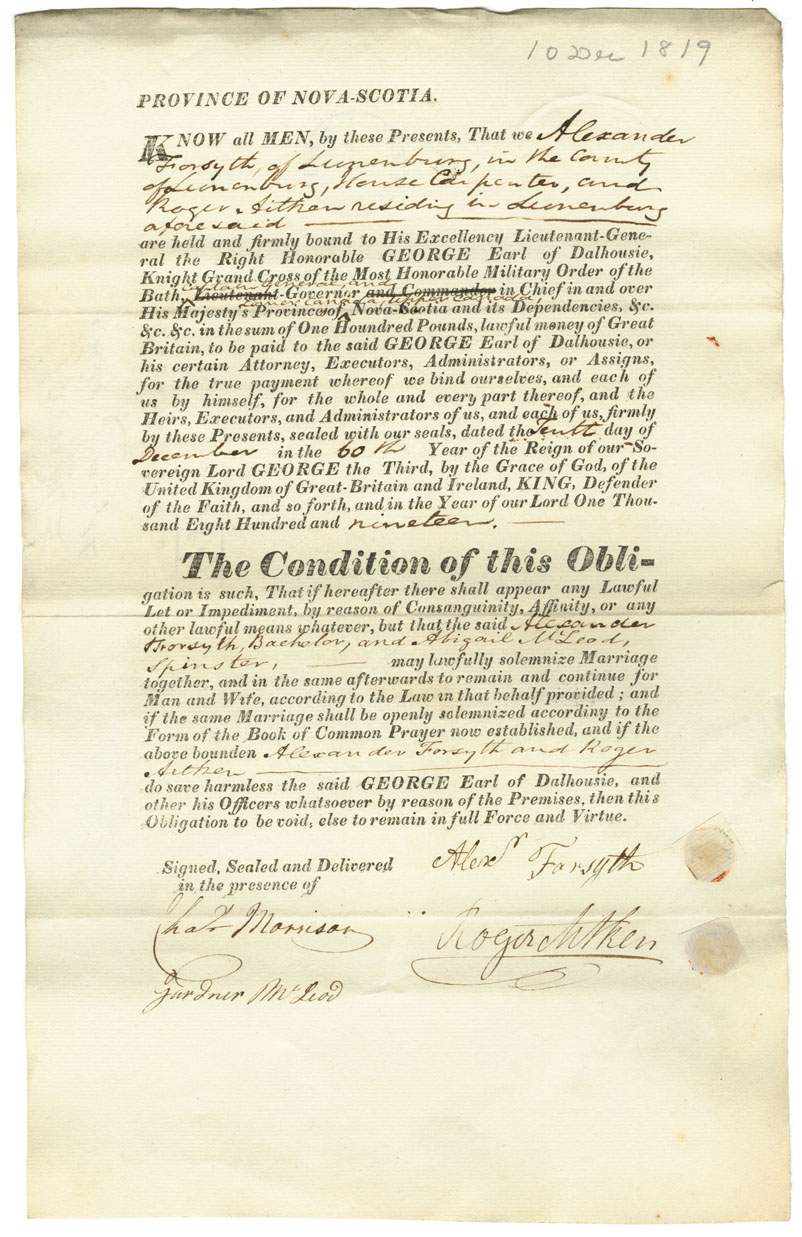 10 Dec 1819
PROVINCE OF NOVA-SCOTIA.
KNOW all MEN, by these Presents, That we Alexander
Forsyth, of Lunenburg, in the County
of Lunenburg, House Carpenter, and
Roger Aitken residing in Lunenburg
aforesaid
are held and firmly bound to His Excellency Lieutenant-Gene-
ral the Right Honorable GEORGE Earl of Dalhousie,
Knight Grand Cross of the Most Honorable Military Order of the
Captain General, and
Bath, Lieutenant-Governor and Commander in Chief in and over
Lower Canada, Upper Canada,
His Majesty's Provinces of Nova-Scotia and its Dependencies, &c.
&c. &c. in the sum of One Houndred Pounds, lawful money of Great
Britain, to be paid to the said GEORGE Earl of Dalhousie, or
his certain Attorney, Executors, Administrators, or Assigns,
for the true payment whereof we bind ourselves, and each of
us by himself, for the whole and every part thereof, and the
Heirs, Executors, and Administrators of us, and each of us, firmly
by these Presents, sealed with our seals, dated the Tenth day of
December in the 60th Year of the Reign of our So-
vereign Lord GEORGE the Third, by the Grace of God, of the
United Kingdom of Great-Britain and Ireland, KING, Defender
of the Faith, and so forth, and in the Year of our Lord One Thou-
sand Eight Hundred and nineteen.
The Condition of this Obli-
gation is such, That if hereafter there shall appear any Lawful
Let or Impediment, by reason of Consanguinity, Affinity, or any
other lawful means whatever, but that the said Alexander
Forsyth, Bachelor, and Abigail McLeod,
Spinster, may lawfully solemnize Marriage
together, and in the same afterwards to remain and continue for
Man and Wife, according to the Law in that behalf provided; and
if the same Marriage shall be openly solemnized according to the
Form of the Book of Common Prayer now established, and if the
above bounden Alexander Forsyth and Roger
Aitken
do save harmless the said GEORGE Earl of Dalhousie, and
other his Officers whatsoever by reason of the Premises, then this
Obligation to be void, else to remain in full Force and Virtue.
Signed, Sealed and Delivered
in the presence of
Alexr Farsyth
Chas Morrison
Roger Aitken
Gardner McLeod